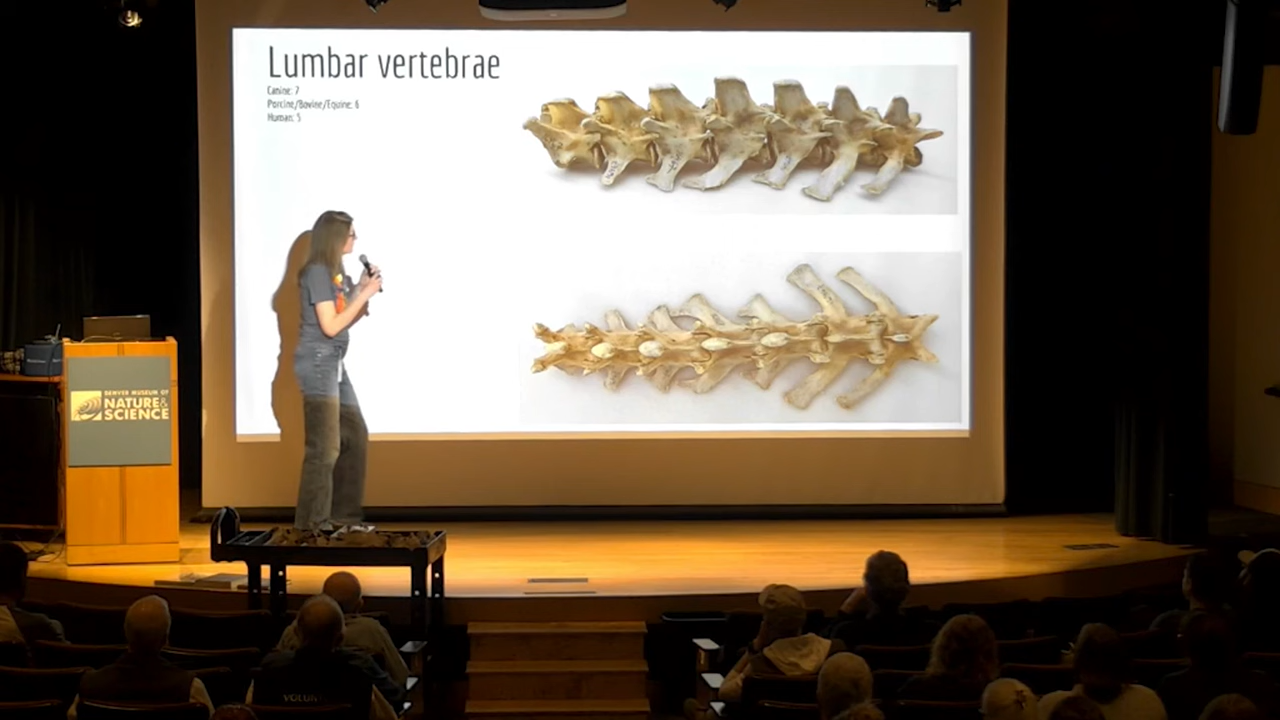 Lumbar vertebrae
Canine: 7
Porcine/Bovine/Equine: 6
Human: 5
DENVER MUSEUM OF
NATURE&
SCIENCE